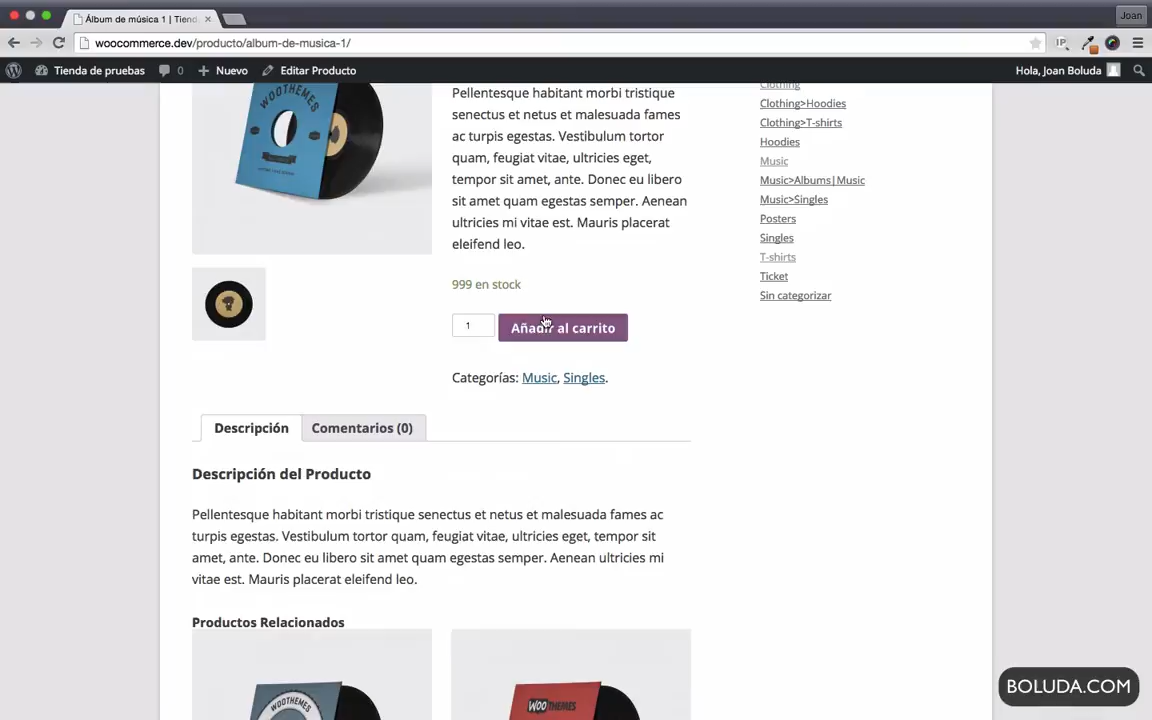 Álbum de música 1 | Tiend
Joan
woocommerce.dev/producto/album-de-musica-1/
IP
Tienda de pruebas
0
Nuevo
Editar Producto
Hola, Joan Boluda
WOOTHEMES
Pellentesque habitant morbi tristique
senectus et netus et malesuada fames
ac turpis egestas. Vestibulum tortor
quam, feugiat vitae, ultricies eget,
tempor sit amet, ante. Donec eu libero
sit amet quam egestas semper. Aenean
ultricies mi vitae est. Mauris placerat
eleifend leo.
999 en stock
1
Añadir al carrito
Categorías: Music, Singles.
Clothing
Clothing>Hoodies
Clothing>T-shirts
Hoodies
Music
Music>Albums|Music
Music>Singles
Posters
Singles
T-shirts
Ticket
Sin categorizar
Descripción
Comentarios (0)
Descripción del Producto
Pellentesque habitant morbi tristique senectus et netus et malesuada fames ac
turpis egestas. Vestibulum tortor quam, feugiat vitae, ultricies eget, tempor sit
amet, ante. Donec eu libero sit amet quam egestas semper. Aenean ultricies mi
vitae est. Mauris placerat eleifend leo.
Productos Relacionados
WOOTHEMES
WOO THEMES
BOLUDA.COM